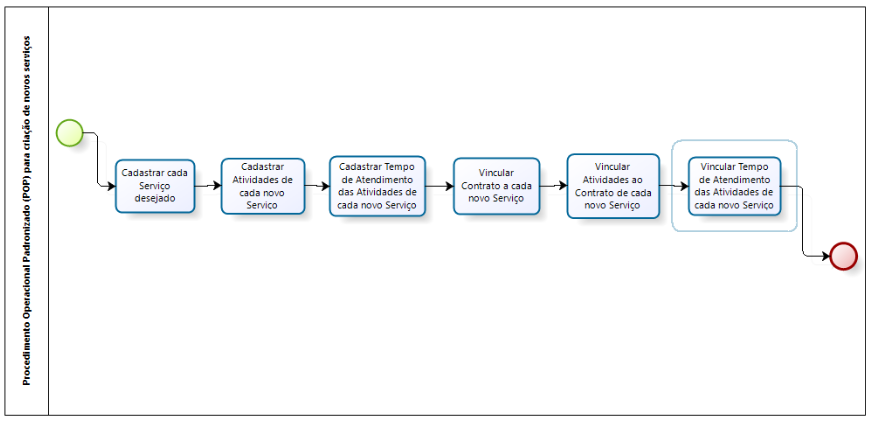 Procedimento Operacional Padronizado (POP) para criação de novos serviços
Cadastrar cada
Serviço
desejado
Cadastrar
Atividades de
cada novo
Serviço
Cadastrar Tempo
de Atendimento
das Atividades de
cada novo Serviço
Vincular
Contrato a cada
novo Serviço
Vincular
Atividades ao
Contrato de cada
novo Serviço
Vincular Tempo
de Atendimento
das Atividades de
cada novo Serviço